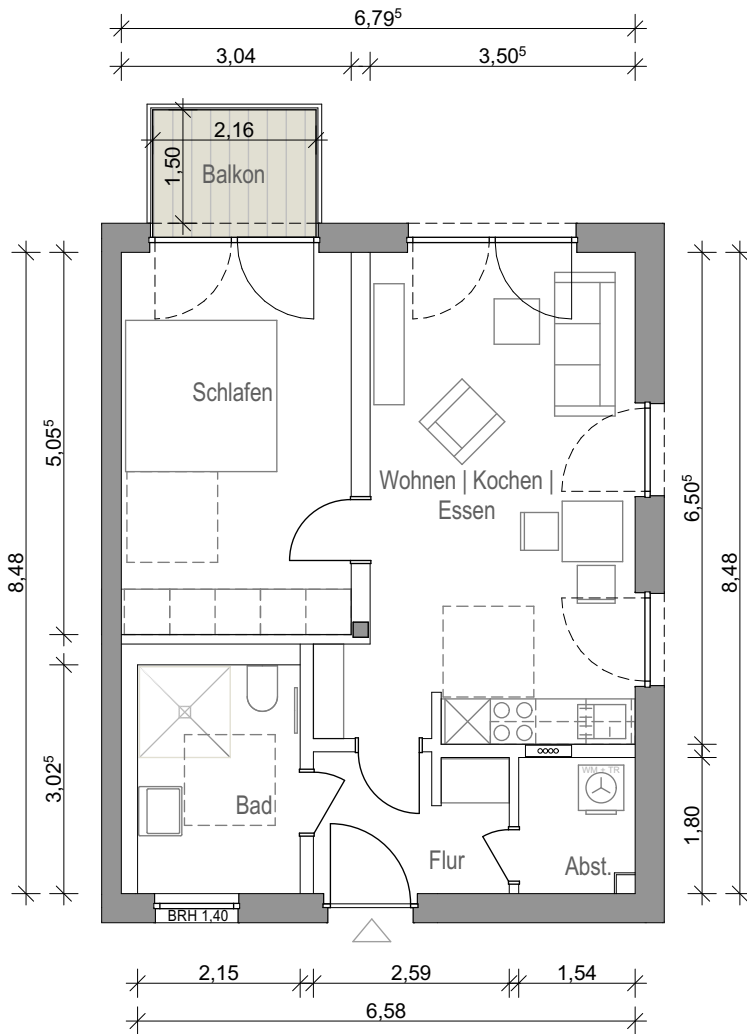 6,79⁵
3,04
3,50⁵
2,16
1,50
Balkon
Schlafen
5,05⁵
8,48
Wohnen | Kochen |
Essen
6,50⁵
8,48
3,02⁵
WM + TR
Bad
1,80
Flur
Abst.
BRH 1,40
2,15
2,59
1,54
6,58